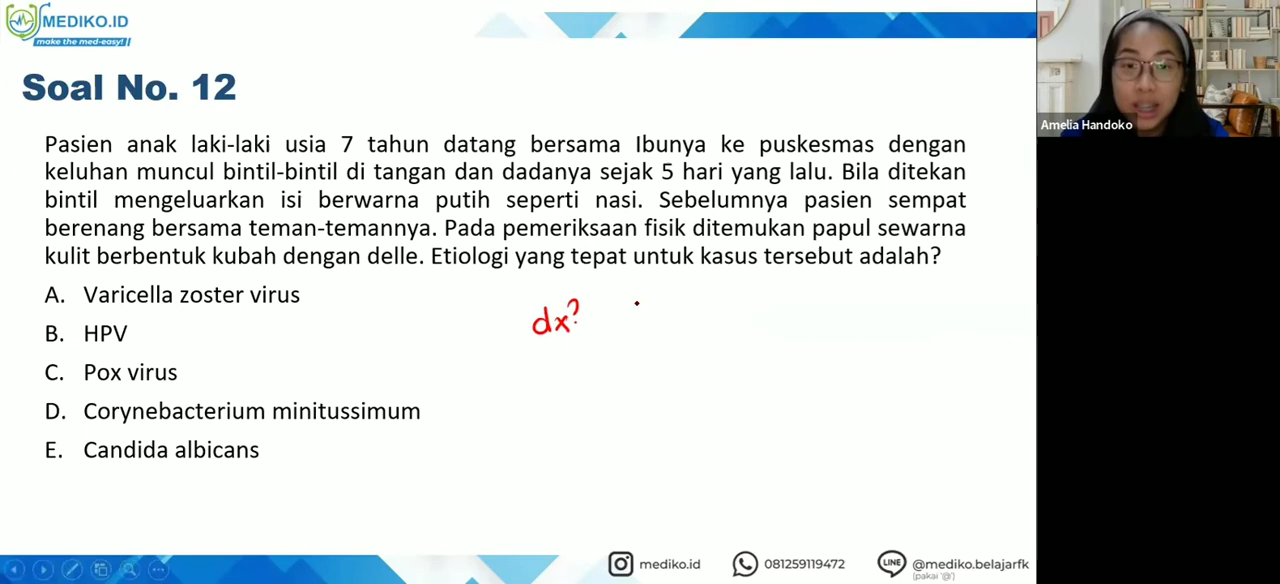 MEDIKO.ID
make the med-easy!
Soal No. 12
Pasien anak laki-laki usia 7 tahun datang bersama Ibunya ke puskesmas dengan
keluhan muncul bintil-bintil di tangan dan dadanya sejak 5 hari yang lalu. Bila ditekan
bintil mengeluarkan isi berwarna putih seperti nasi. Sebelumnya pasien sempat
berenang bersama teman-temannya. Pada pemeriksaan fisik ditemukan papul sewarna
kulit berbentuk kubah dengan delle. Etiologi yang tepat untuk kasus tersebut adalah?
A. Varicella zoster virus
B. HPV
C. Pox virus
D. Corynebacterium minitussimum
E. Candida albicans
dx?
Amelia Handoko
mediko.id
081259119472
LINE
@mediko.belajarfk
(pakai '@')